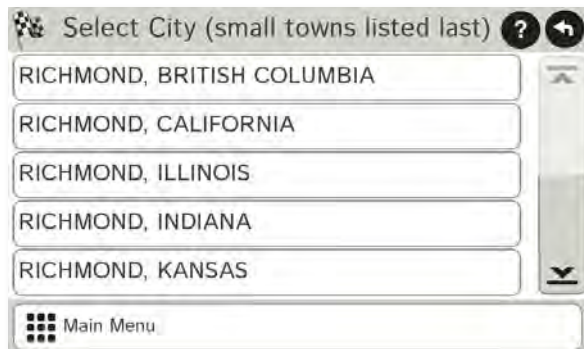 Select City (small towns listed last) ?
RICHMOND, BRITISH COLUMBIA
RICHMOND, CALIFORNIA
RICHMOND, ILLINOIS
RICHMOND, INDIANA
RICHMOND, KANSAS
Main Menu